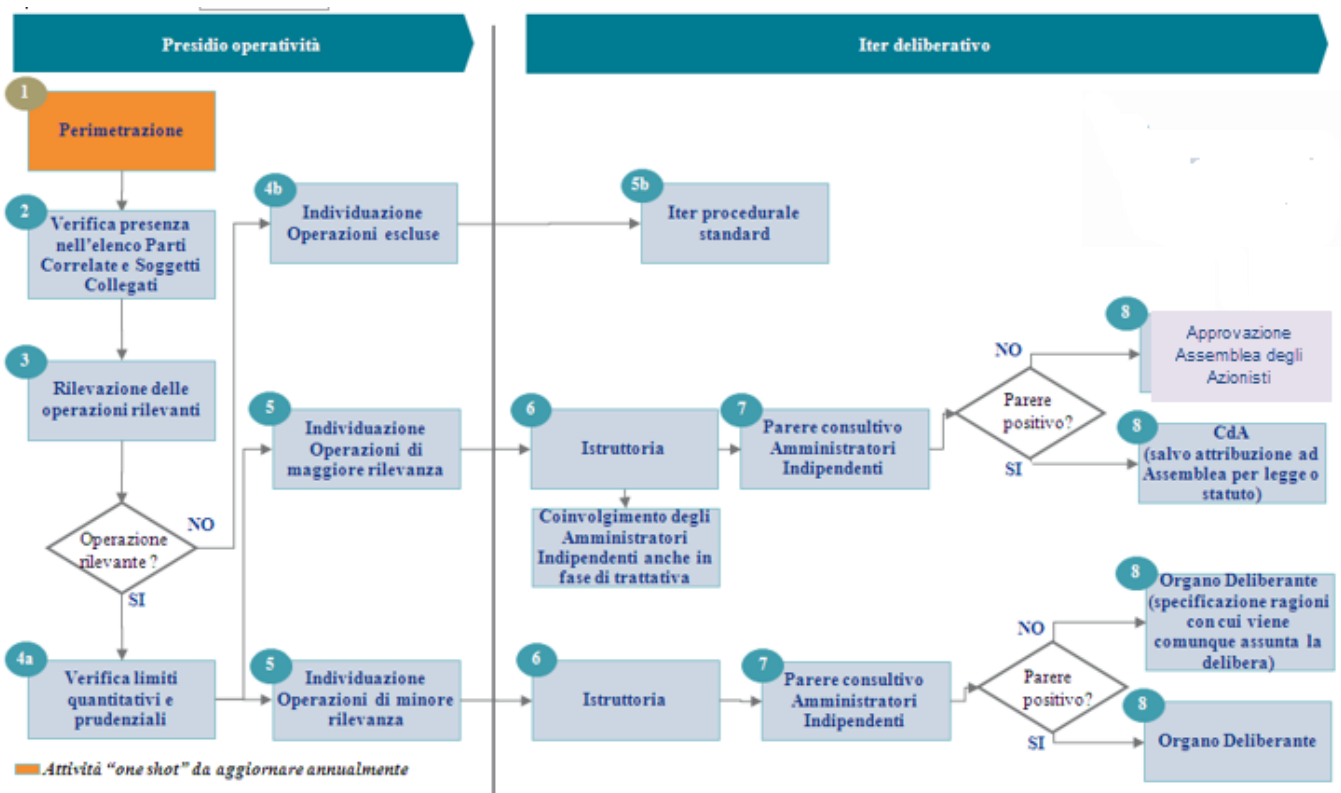 Presidio operatività
Iter deliberativo
1
Perimetrazione
2
Verifica presenza
nell'elenco Parti
Correlate e Soggetti
Collegati
4b
Individuazione
Operazioni escluse
5b
Iter procedurale
standard
3
Rilevazione delle
operazioni rilevanti
Operazione
rilevante ?
NO
SI
4a
Verifica limiti
quantitativi e
prudenziali
5
Individuazione
Operazioni di
maggiore rilevanza
6
Istruttoria
Coinvolgimento degli
Amministratori
Indipendenti anche in
fase di trattativa
7
Parere consultivo
Amministratori
Indipendenti
Parere
positivo?
NO
SI
8
Approvazione
Assemblea degli
Azionisti
8
CdA
(salvo attribuzione ad
Assemblea per legge o
statuto)
5
Individuazione
Operazioni di minore
rilevanza
6
Istruttoria
7
Parere consultivo
Amministratori
Indipendenti
Parere
positivo?
NO
SI
8
Organo Deliberante
(specificazione ragioni
con cui viene
comunque assunta la
delibera)
8
Organo Deliberante
Attività "one shot" da aggiornare annualmente